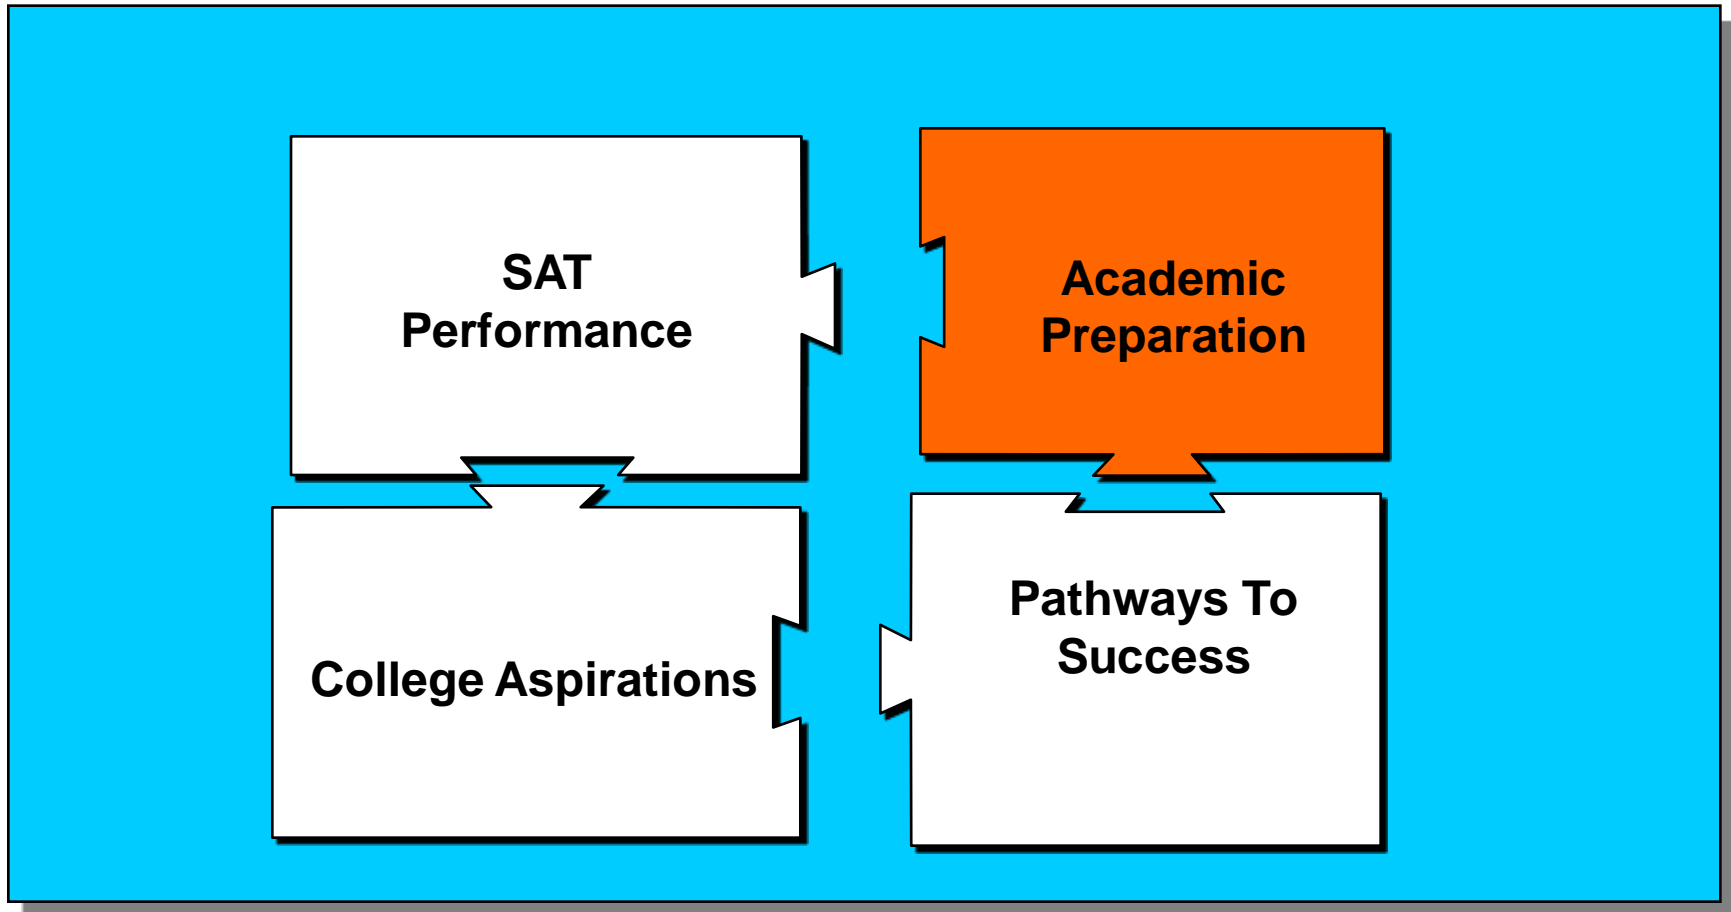 SAT
Performance
Academic
Preparation
College Aspirations
Pathways To
Success